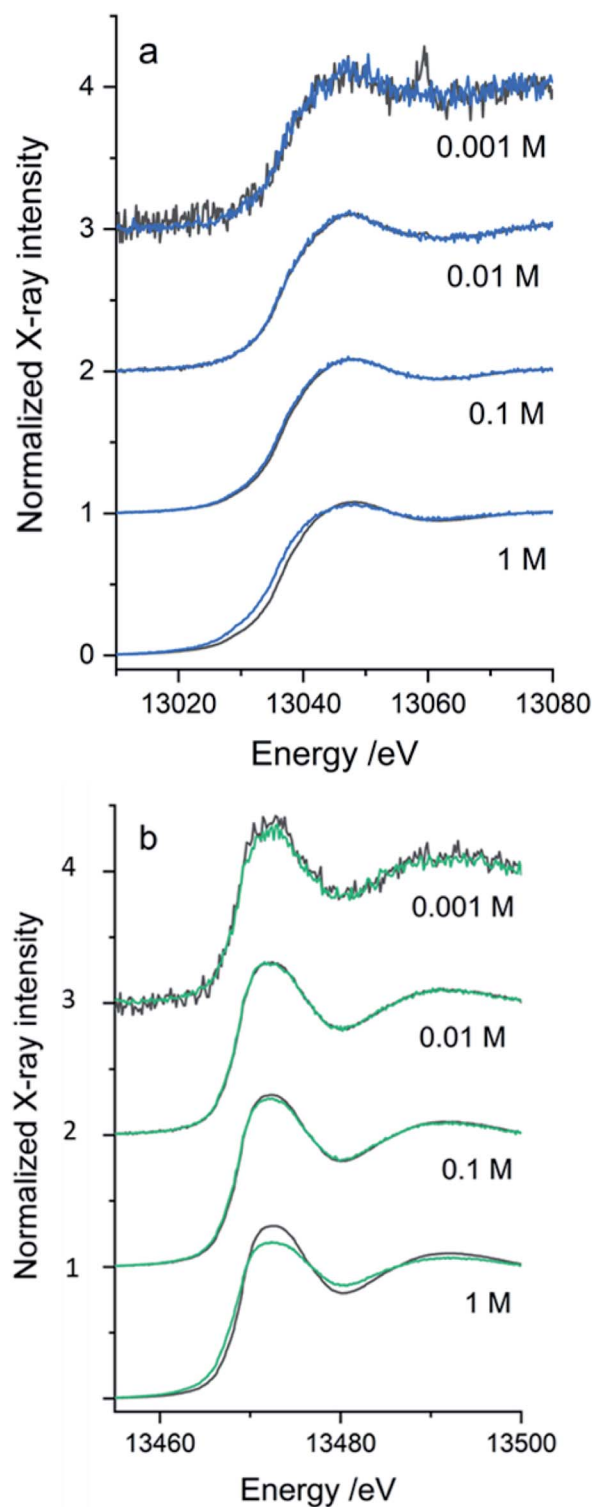 a
4
0.001 M
3
0.01 M
2
0.1 M
1
1 M
0
Normalized X-ray intensity
13020 13040 13060 13080
Energy /eV
b
4
0.001 M
3
0.01 M
2
0.1 M
1
1 M
Normalized X-ray intensity
13460 13480 13500
Energy /eV